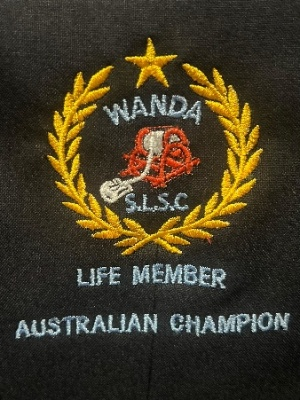 WANDA
S.L.S.C
LIFE MEMBER
AUSTRALIAN CHAMPION